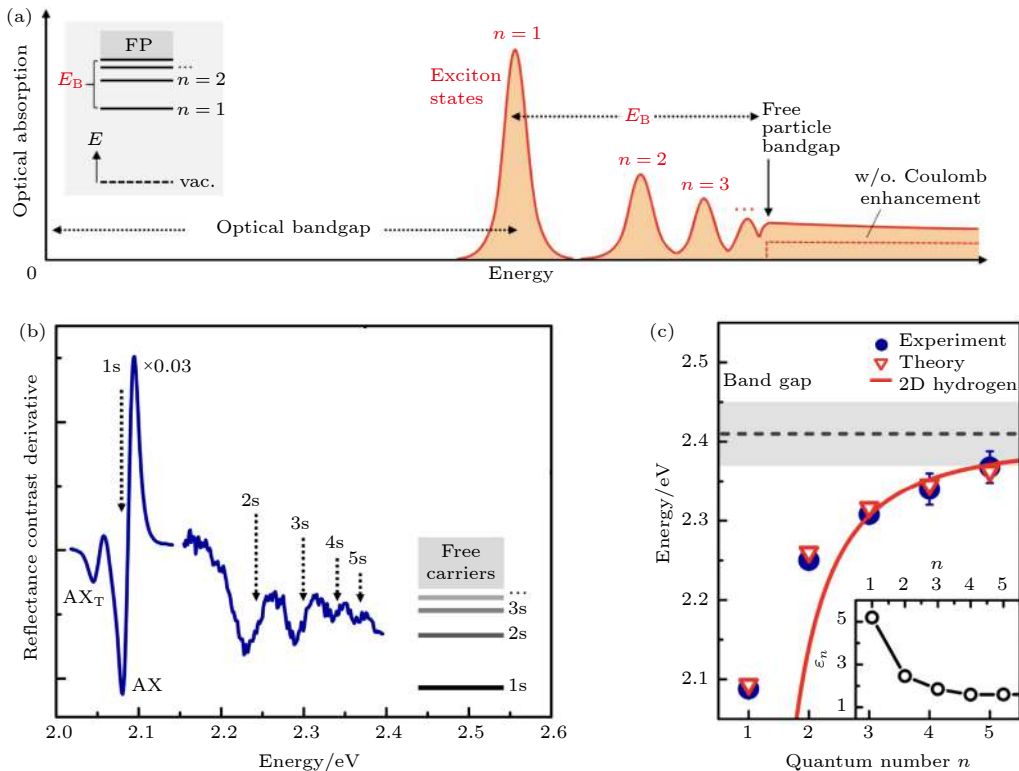 (a)
Optical absorption
FP
E_B
...
n = 2
n = 1
E
vac.
n = 1
Exciton
states
E_B
Free
particle
bandgap
n = 2
n = 3
...
w/o. Coulomb
enhancement
Optical bandgap
0
Energy
(b)
Reflectance contrast derivative
1s
×0.03
2s
3s
4s
5s
AX_T
AX
Free
carriers
...
3s
2s
1s
2.0 2.1 2.2 2.3 2.4 2.5 2.6
Energy/eV
(c)
Energy/eV
2.5
2.4
2.3
2.2
2.1
Experiment
Theory
2D hydrogen
Band gap
n
1 2 3 4 5
5
3
1
ε_n
1 2 3 4 5
Quantum number n